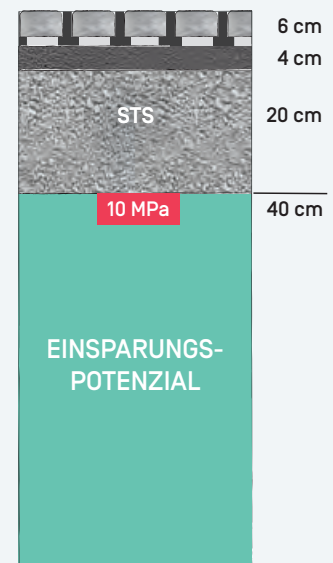 6 cm
4 cm
STS
20 cm
10 MPa
40 cm
EINSPARUNGS-
POTENZIAL